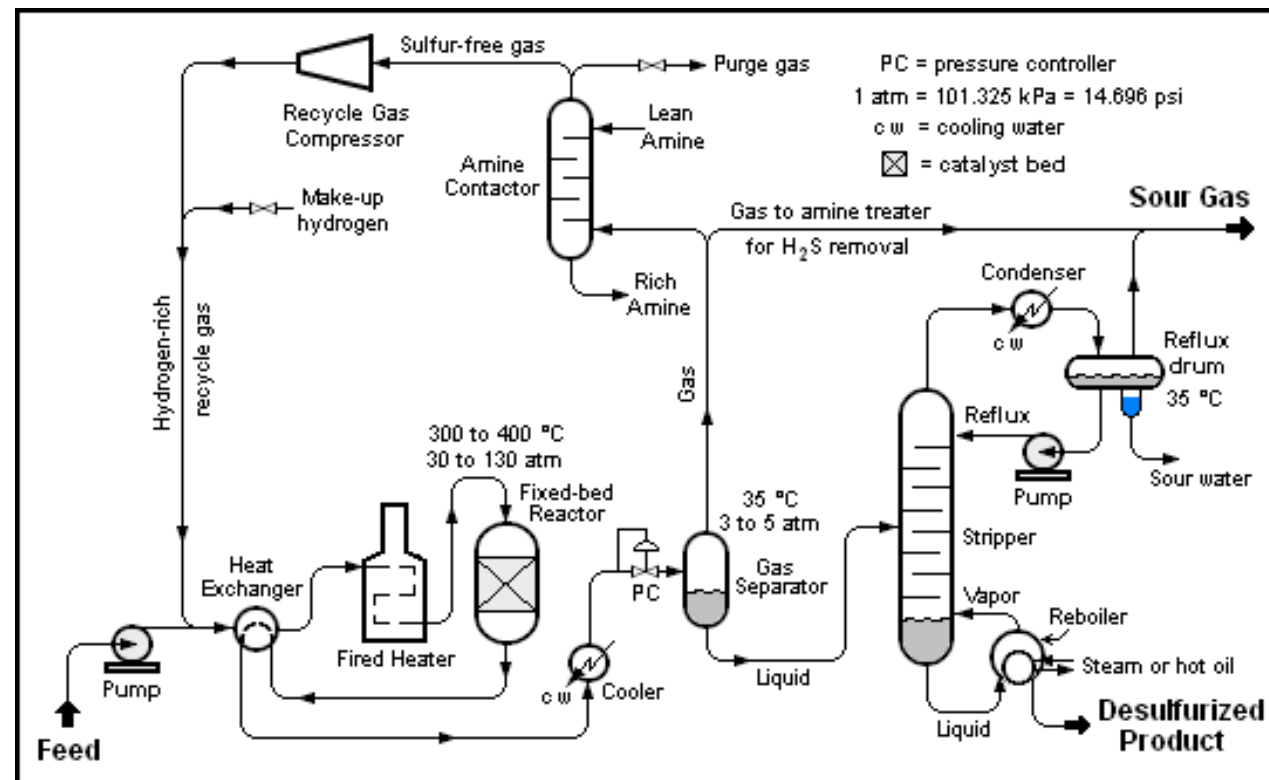 Sulfur-free gas
Purge gas
PC = pressure controller
1 atm = 101.325 kPa = 14.696 psi
c w = cooling water
= catalyst bed
Recycle Gas
Compressor
Lean
Amine
Amine
Contactor
Make-up
hydrogen
Gas to amine treater
for H₂S removal
Sour Gas
Rich
Amine
Condenser
c w
Reflux
drum
35 °C
Hydrogen-rich
recycle gas
Gas
Reflux
Pump
Sour water
300 to 400 °C
30 to 130 atm
Fixed-bed
Reactor
35 °C
3 to 5 atm
Gas
Separator
Stripper
Heat
Exchanger
PC
Vapor
Reboiler
Steam or hot oil
Fired Heater
Pump
c w
Cooler
Liquid
Liquid
Feed
Desulfurized
Product